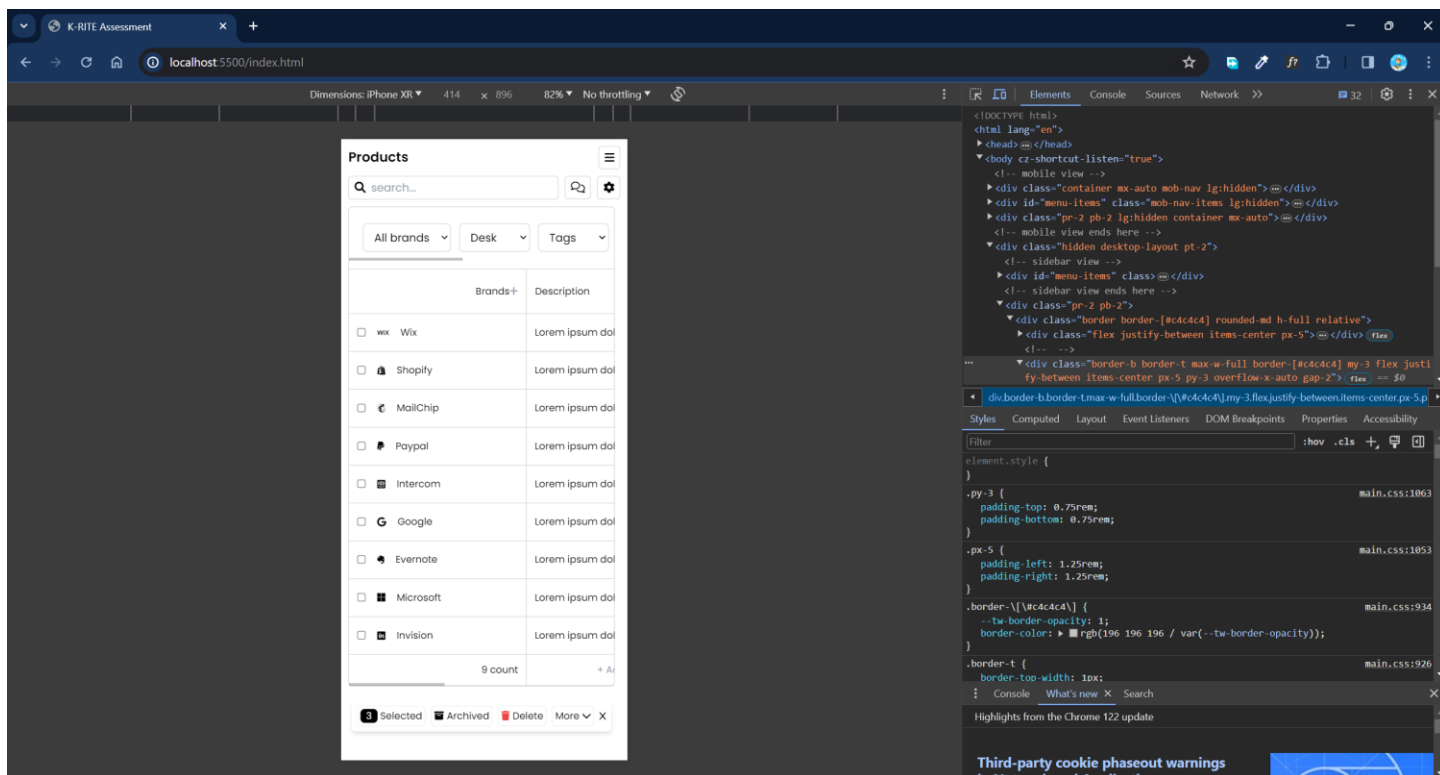 K-RITE Assessment
localhost:5500/index.html
Dimensions: iPhone XR ▼ 414 × 896 82% ▼ No throttling ▼
Products
search...
All brands Desk Tags
Brands+ Description
WIX Wix Lorem ipsum dol
Shopify Lorem ipsum dol
MailChip Lorem ipsum dol
Paypal Lorem ipsum dol
Intercom Lorem ipsum dol
G Google Lorem ipsum dol
Evernote Lorem ipsum dol
Microsoft Lorem ipsum dol
in Invision Lorem ipsum dol
9 count + A
3 Selected Archived Delete More X
Elements Console Sources Network >> 32
<!DOCTYPE html>
<html lang="en">
▶<head> ⋯ </head>
▼<body cz-shortcut-listen="true">
<!-- mobile view -->
▶<div class="container mx-auto mob-nav lg:hidden"> ⋯ </div>
▶<div id="menu-items" class="mob-nav-items lg:hidden"> ⋯ </div>
▶<div class="pr-2 pb-2 lg:hidden container mx-auto"> ⋯ </div>
<!-- mobile view ends here -->
▼<div class="hidden desktop-layout pt-2">
<!-- sidebar view -->
▶<div id="menu-items" class> ⋯ </div>
<!-- sidebar view ends here -->
▼<div class="pr-2 pb-2">
▼<div class="border border-[#c4c4c4] rounded-md h-full relative">
▶<div class="flex justify-between items-center px-5"> ⋯ </div> flex
<!-- -->
▼<div class="border-b border-t max-w-full border-[#c4c4c4] my-3 flex justi
fy-between items-center px-5 py-3 overflow-x-auto gap-2"> flex == $0
div.border-b.border-t.max-w-full.border-\[\#c4c4c4\].my-3.flex.justify-between.items-center.px-5.p
Styles Computed Layout Event Listeners DOM Breakpoints Properties Accessibility
Filter :hov .cls +
element.style {
}
.py-3 { main.css:1063
padding-top: 0.75rem;
padding-bottom: 0.75rem;
}
.px-5 { main.css:1053
padding-left: 1.25rem;
padding-right: 1.25rem;
}
.border-\[\#c4c4c4\] { main.css:934
--tw-border-opacity: 1;
border-color: ▶ rgb(196 196 196 / var(--tw-border-opacity));
}
.border-t { main.css:926
border-top-width: 1px;
Console What's new × Search
Highlights from the Chrome 122 update
Third-party cookie phaseout warnings